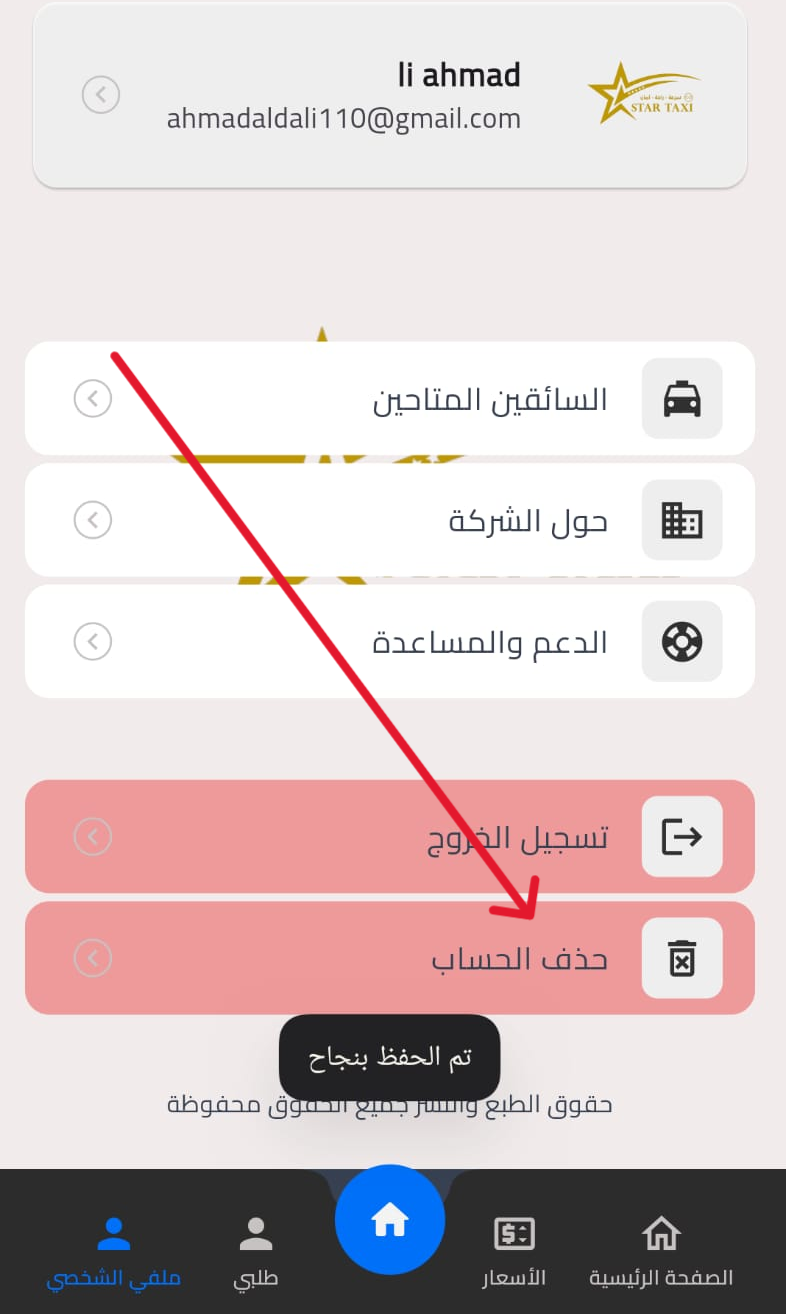 li ahmad
ahmadaldali110@gmail.com
STAR TAXI
السائقين المتاحين
حول الشركة
الدعم والمساعدة
تسجيل الخروج
حذف الحساب
تم الحفظ بنجاح
حقوق الطبع والنشر جميع الحقوق محفوظة
الصفحة الرئيسية
الأسعار
طلبي
ملفي الشخصي